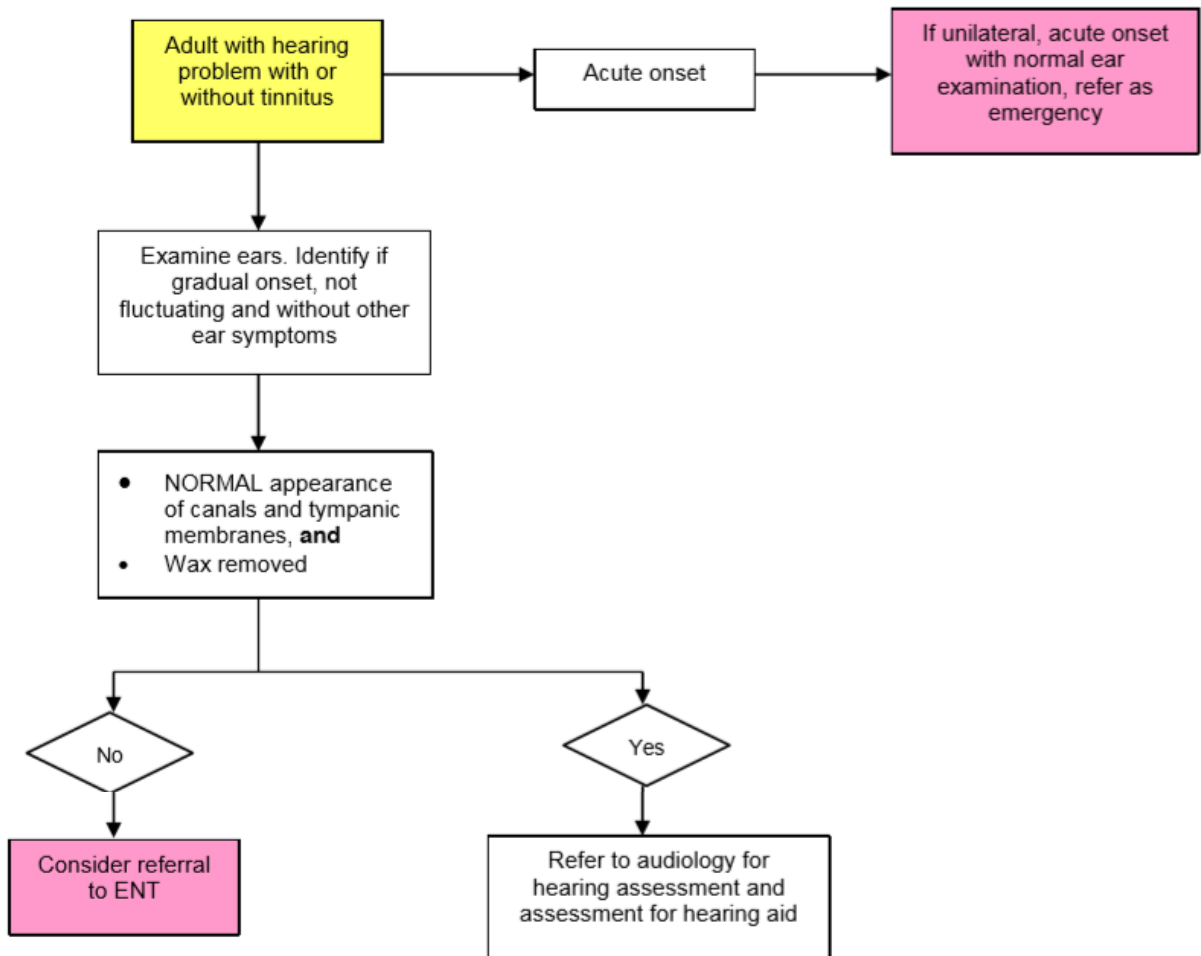 Adult with hearing
problem with or
without tinnitus
Acute onset
If unilateral, acute onset
with normal ear
examination, refer as
emergency
Examine ears. Identify if
gradual onset, not
fluctuating and without other
ear symptoms
• NORMAL appearance
of canals and tympanic
membranes, and
• Wax removed
No
Yes
Consider referral
to ENT
Refer to audiology for
hearing assessment and
assessment for hearing aid